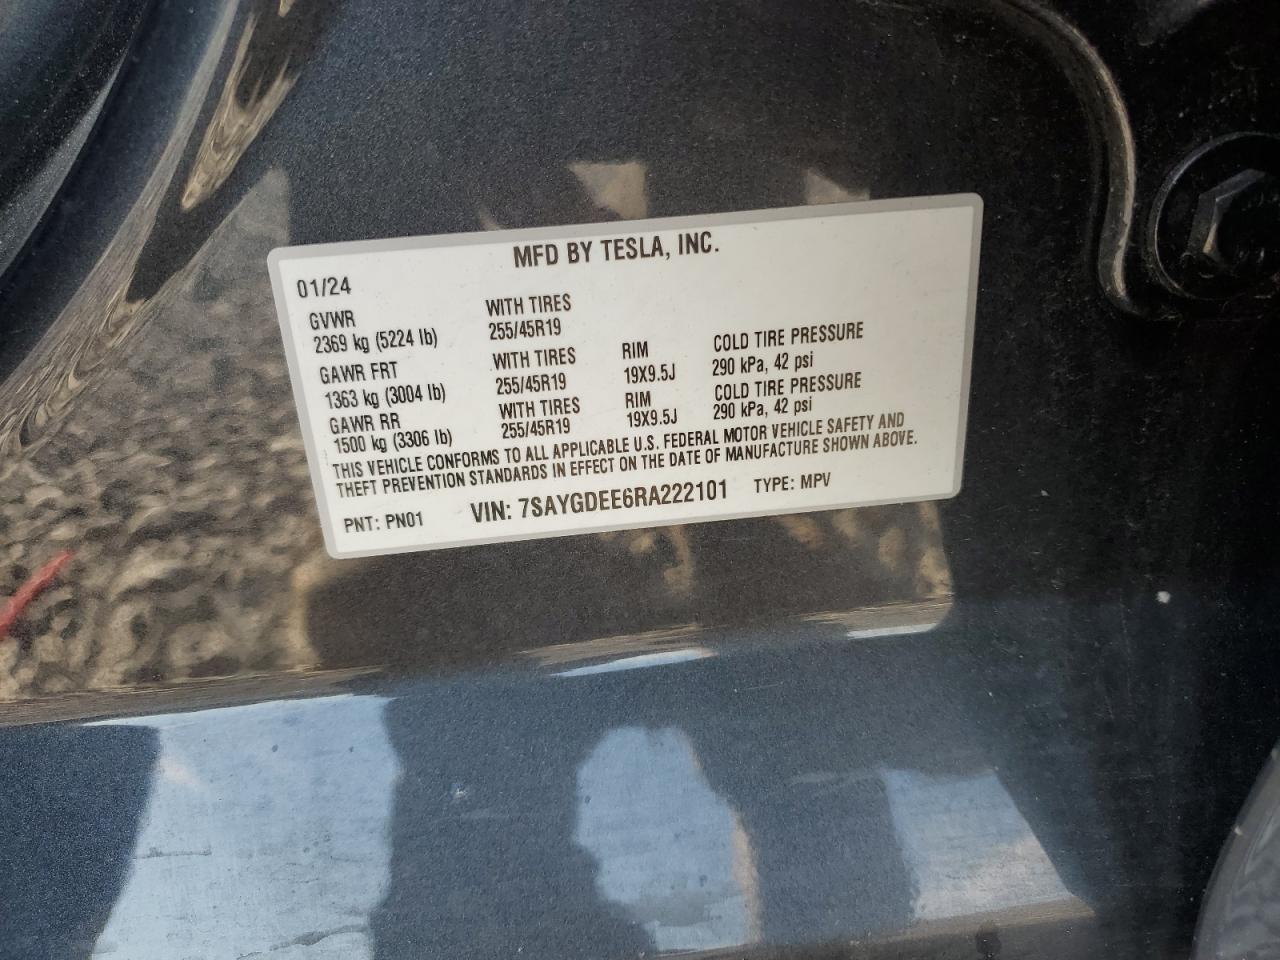 MFD BY TESLA, INC.
01/24
GVWR WITH TIRES
2369 kg (5224 lb) 255/45R19
GAWR FRT WITH TIRES RIM COLD TIRE PRESSURE
1363 kg (3004 lb) 255/45R19 19X9.5J 290 kPa, 42 psi
GAWR RR WITH TIRES RIM COLD TIRE PRESSURE
1500 kg (3306 lb) 255/45R19 19X9.5J 290 kPa, 42 psi
THIS VEHICLE CONFORMS TO ALL APPLICABLE U.S. FEDERAL MOTOR VEHICLE SAFETY AND
THEFT PREVENTION STANDARDS IN EFFECT ON THE DATE OF MANUFACTURE SHOWN ABOVE.
PNT: PN01 VIN: 7SAYGDEE6RA222101 TYPE: MPV